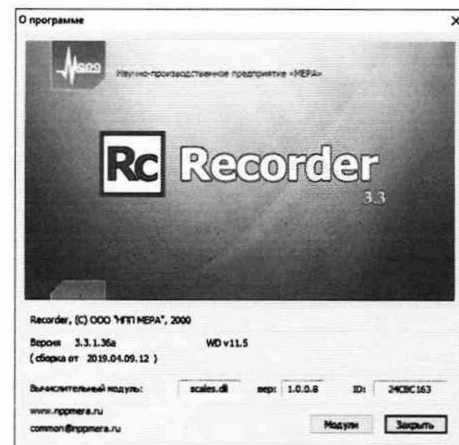 О программе
мера
Научно-производственное предприятие «МЕРА»
Rc Recorder
3.3
Recorder, (С) ООО "НПП МЕРА", 2000
Версия 3.3.1.36a WD v11.5
( сборка от 2019.04.09.12 )
Вычислительный модуль: scales.dll вер: 1.0.0.8 ID: 24CBC163
www.nppmera.ru
common@nppmera.ru
Модули Закрыть